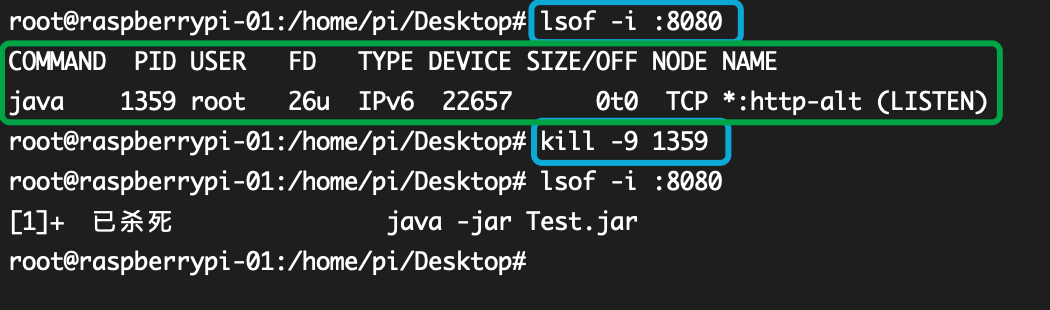 root@raspberrypi-01:/home/pi/Desktop# lsof -i :8080
COMMAND  PID USER   FD   TYPE DEVICE SIZE/OFF NODE NAME
java    1359 root   26u  IPv6  22657      0t0  TCP *:http-alt (LISTEN)
root@raspberrypi-01:/home/pi/Desktop# kill -9 1359
root@raspberrypi-01:/home/pi/Desktop# lsof -i :8080
[1]+  已杀死               java -jar Test.jar
root@raspberrypi-01:/home/pi/Desktop#